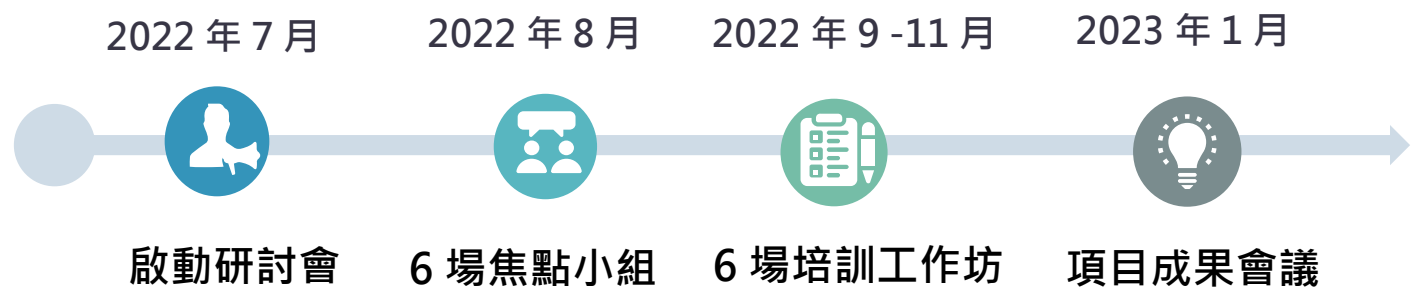 2022 年 7 月
2022 年 8 月
2022 年 9 -11 月
2023 年 1 月
啟動研討會
6 場焦點小組
6 場培訓工作坊
項目成果會議